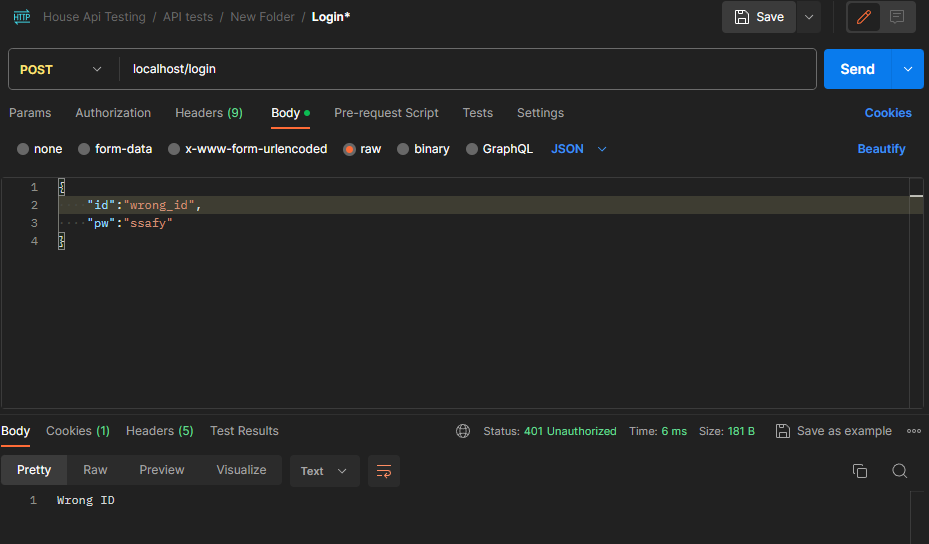 HTTP House Api Testing / API tests / New Folder / Login* Save
POST localhost/login Send
Params Authorization Headers (9) Body Pre-request Script Tests Settings Cookies
none form-data x-www-form-urlencoded raw binary GraphQL JSON Beautify
1 {
2 "id":"wrong_id",
3 "pw":"ssafy"
4 }
Body Cookies (1) Headers (5) Test Results Status: 401 Unauthorized Time: 6 ms Size: 181 B Save as example
Pretty Raw Preview Visualize Text
1 Wrong ID